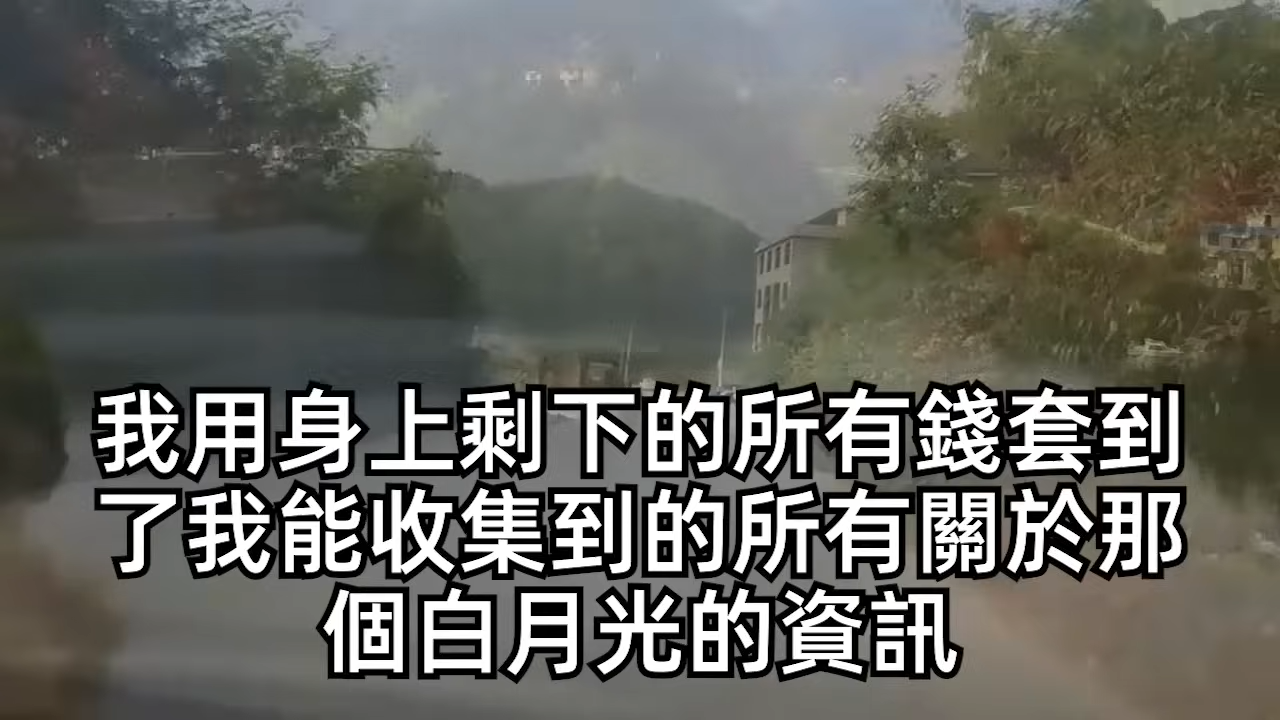 我用身上剩下的所有錢套到
了我能收集到的所有關於那
個白月光的資訊